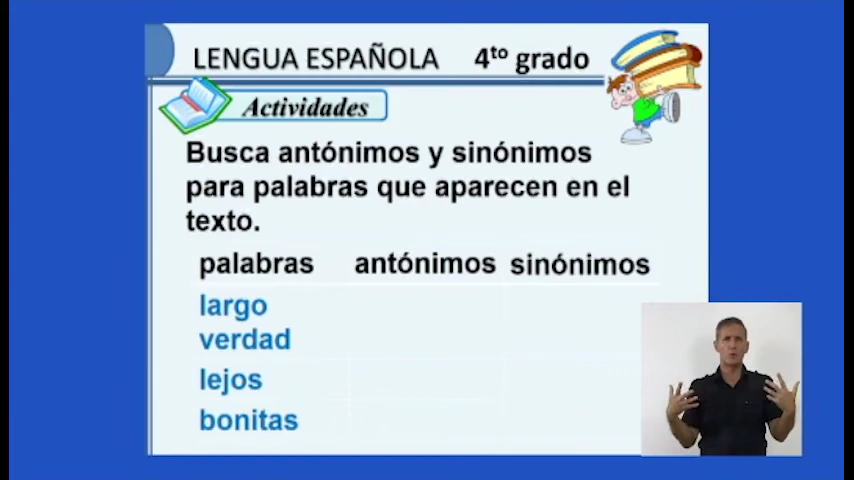 LENGUA ESPAÑOLA 4to grado
Actividades
Busca antónimos y sinónimos
para palabras que aparecen en el
texto.
palabras antónimos sinónimos
largo
verdad
lejos
bonitas